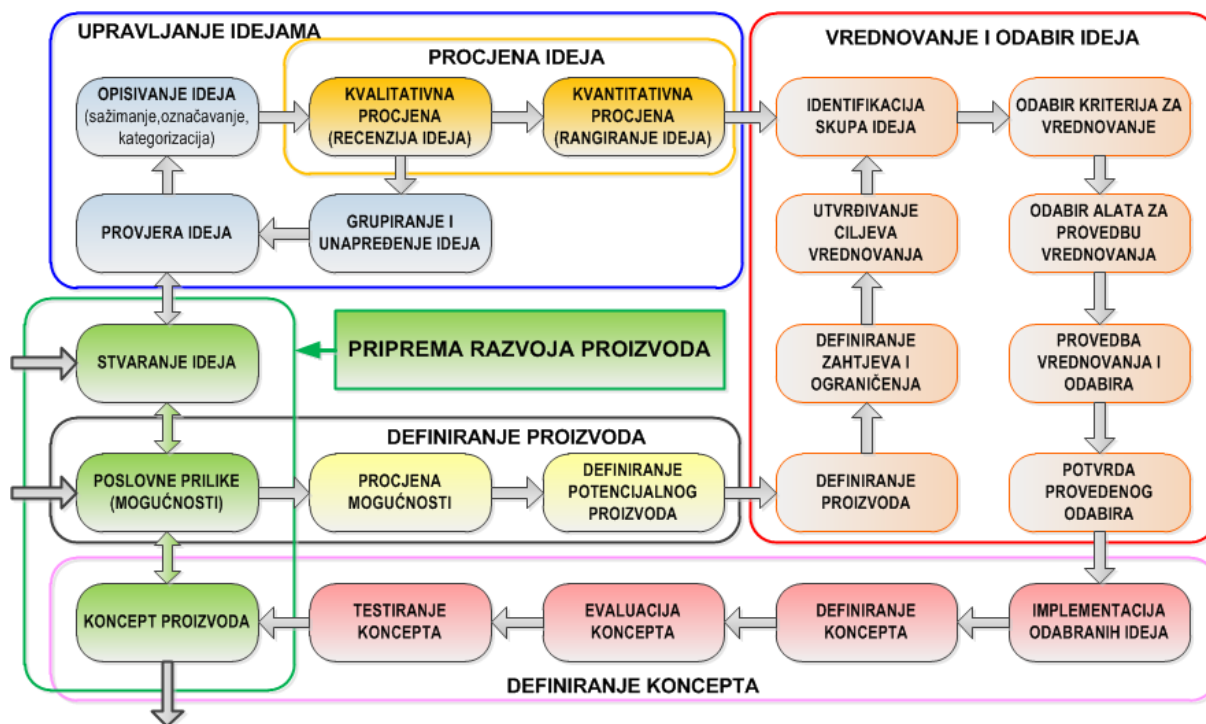 UPRAVLJANJE IDEJAMA
PROCJENA IDEJA
OPISIVANJE IDEJA
(sažimanje,označavanje,
kategorizacija)
KVALITATIVNA
PROCJENA
(RECENZIJA IDEJA)
KVANTITATIVNA
PROCJENA
(RANGIRANJE IDEJA)
PROVJERA IDEJA
GRUPIRANJE I
UNAPREĐENJE IDEJA
VREDNOVANJE I ODABIR IDEJA
IDENTIFIKACIJA
SKUPA IDEJA
ODABIR KRITERIJA ZA
VREDNOVANJE
UTVRĐIVANJE
CILJEVA
VREDNOVANJA
ODABIR ALATA ZA
PROVEDBU
VREDNOVANJA
STVARANJE IDEJA
PRIPREMA RAZVOJA PROIZVODA
DEFINIRANJE
ZAHTJEVA I
OGRANIČENJA
PROVEDBA
VREDNOVANJA I
ODABIRA
DEFINIRANJE PROIZVODA
POSLOVNE PRILIKE
(MOGUĆNOSTI)
PROCJENA
MOGUĆNOSTI
DEFINIRANJE
POTENCIJALNOG
PROIZVODA
DEFINIRANJE
PROIZVODA
POTVRDA
PROVEDENOG
ODABIRA
KONCEPT PROIZVODA
TESTIRANJE
KONCEPTA
EVALUACIJA
KONCEPTA
DEFINIRANJE
KONCEPTA
IMPLEMENTACIJA
ODABRANIH IDEJA
DEFINIRANJE KONCEPTA